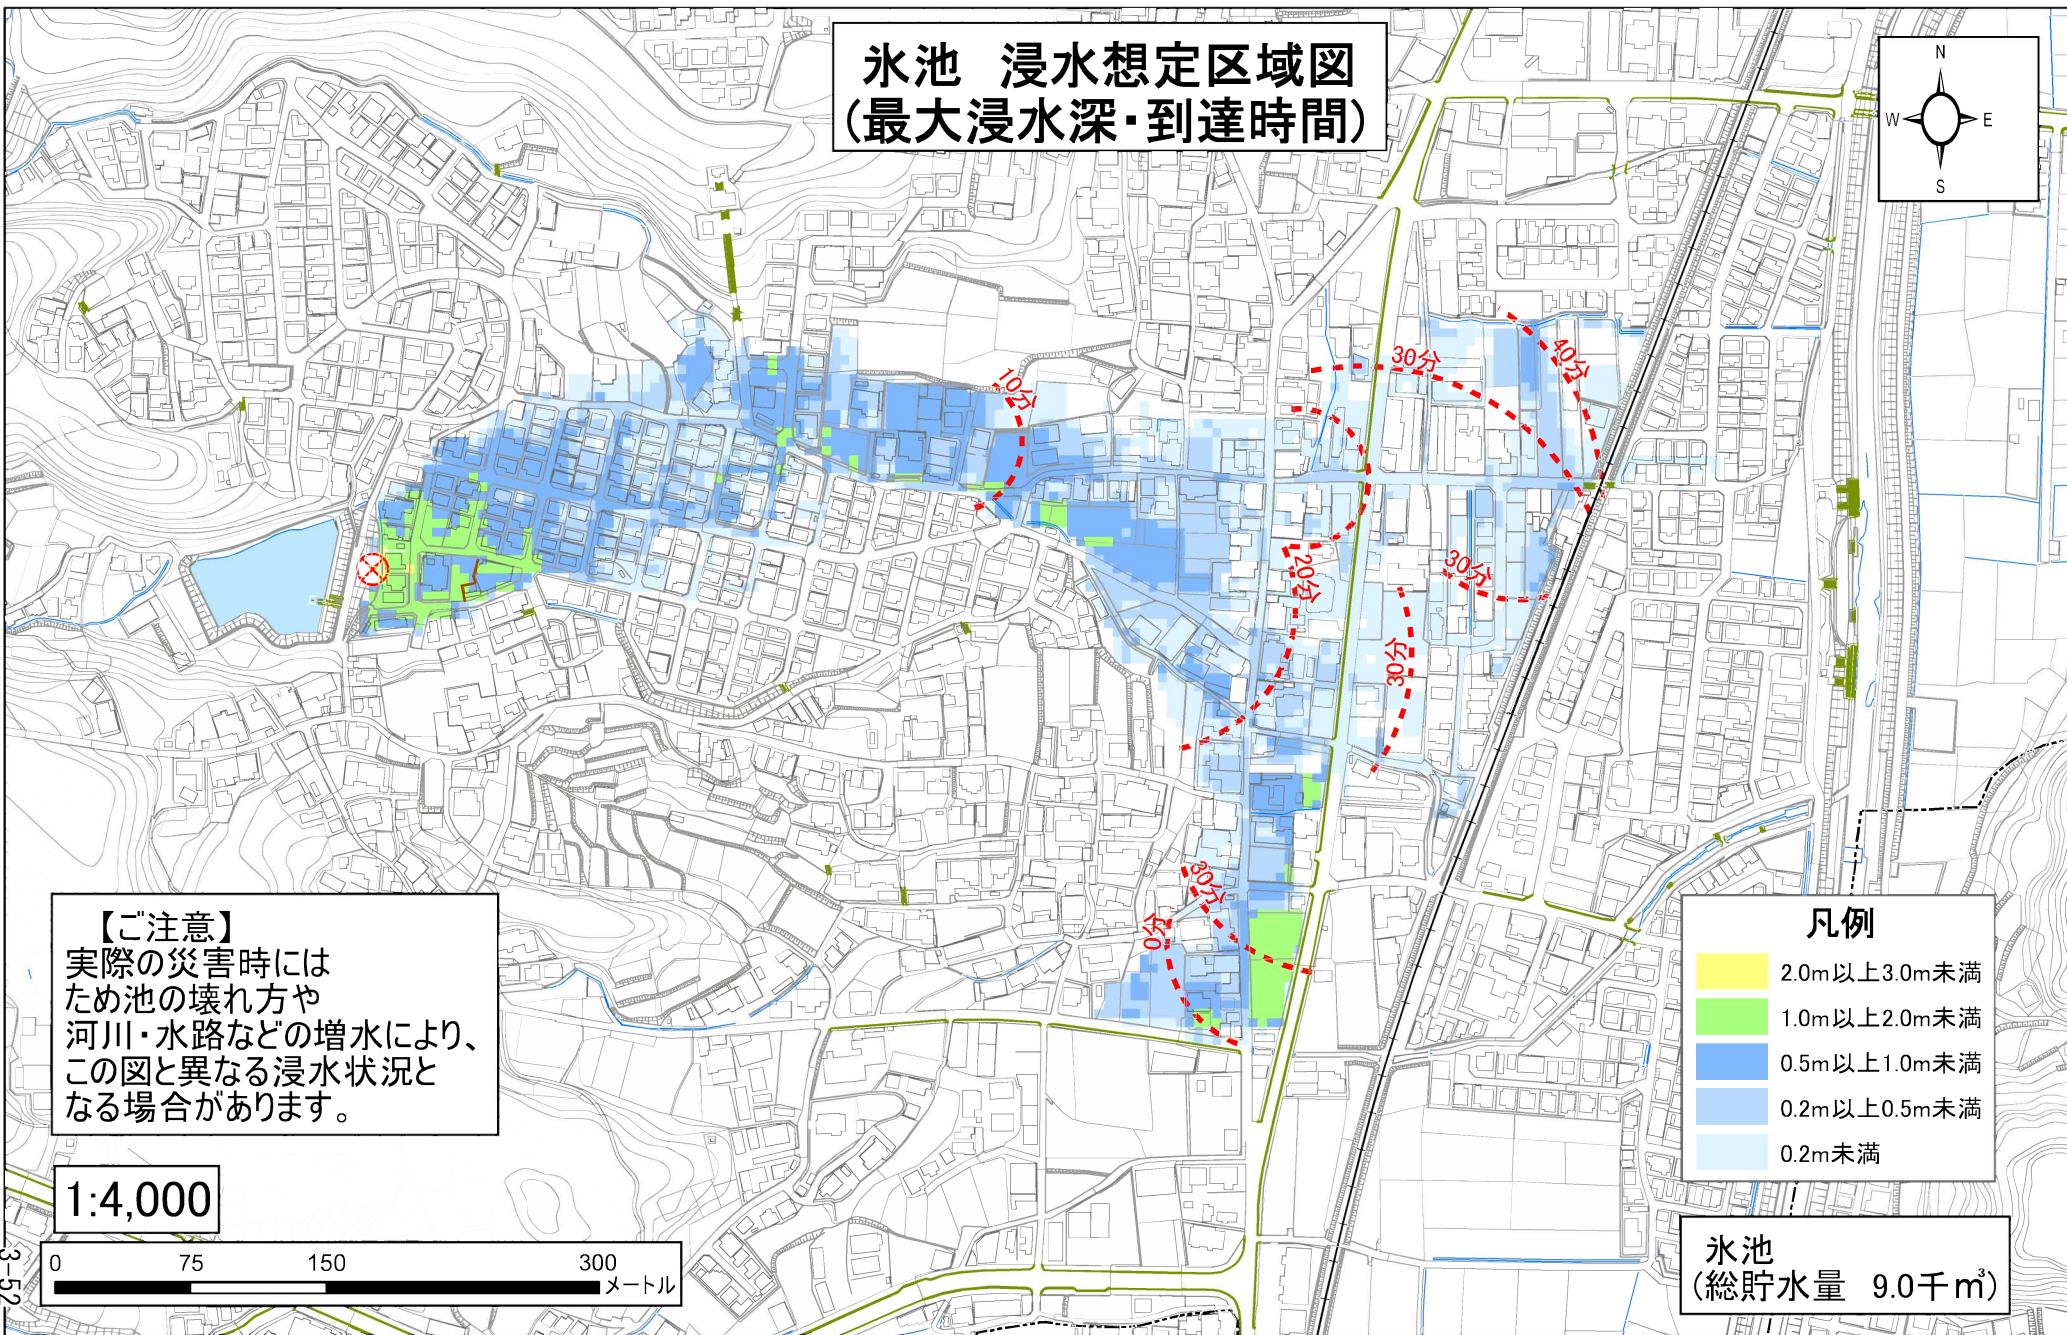 氷池　浸水想定区域図
(最大浸水深・到達時間)
N
W
E
S
10分
30分
40分
20分
30分
30分
30分
0分
【ご注意】
実際の災害時には
ため池の壊れ方や
河川・水路などの増水により、
この図と異なる浸水状況と
なる場合があります。
1:4,000
0 75 150 300
メートル
3-52
凡例
2.0m以上3.0m未満
1.0m以上2.0m未満
0.5m以上1.0m未満
0.2m以上0.5m未満
0.2m未満
氷池
(総貯水量　9.0千㎥)